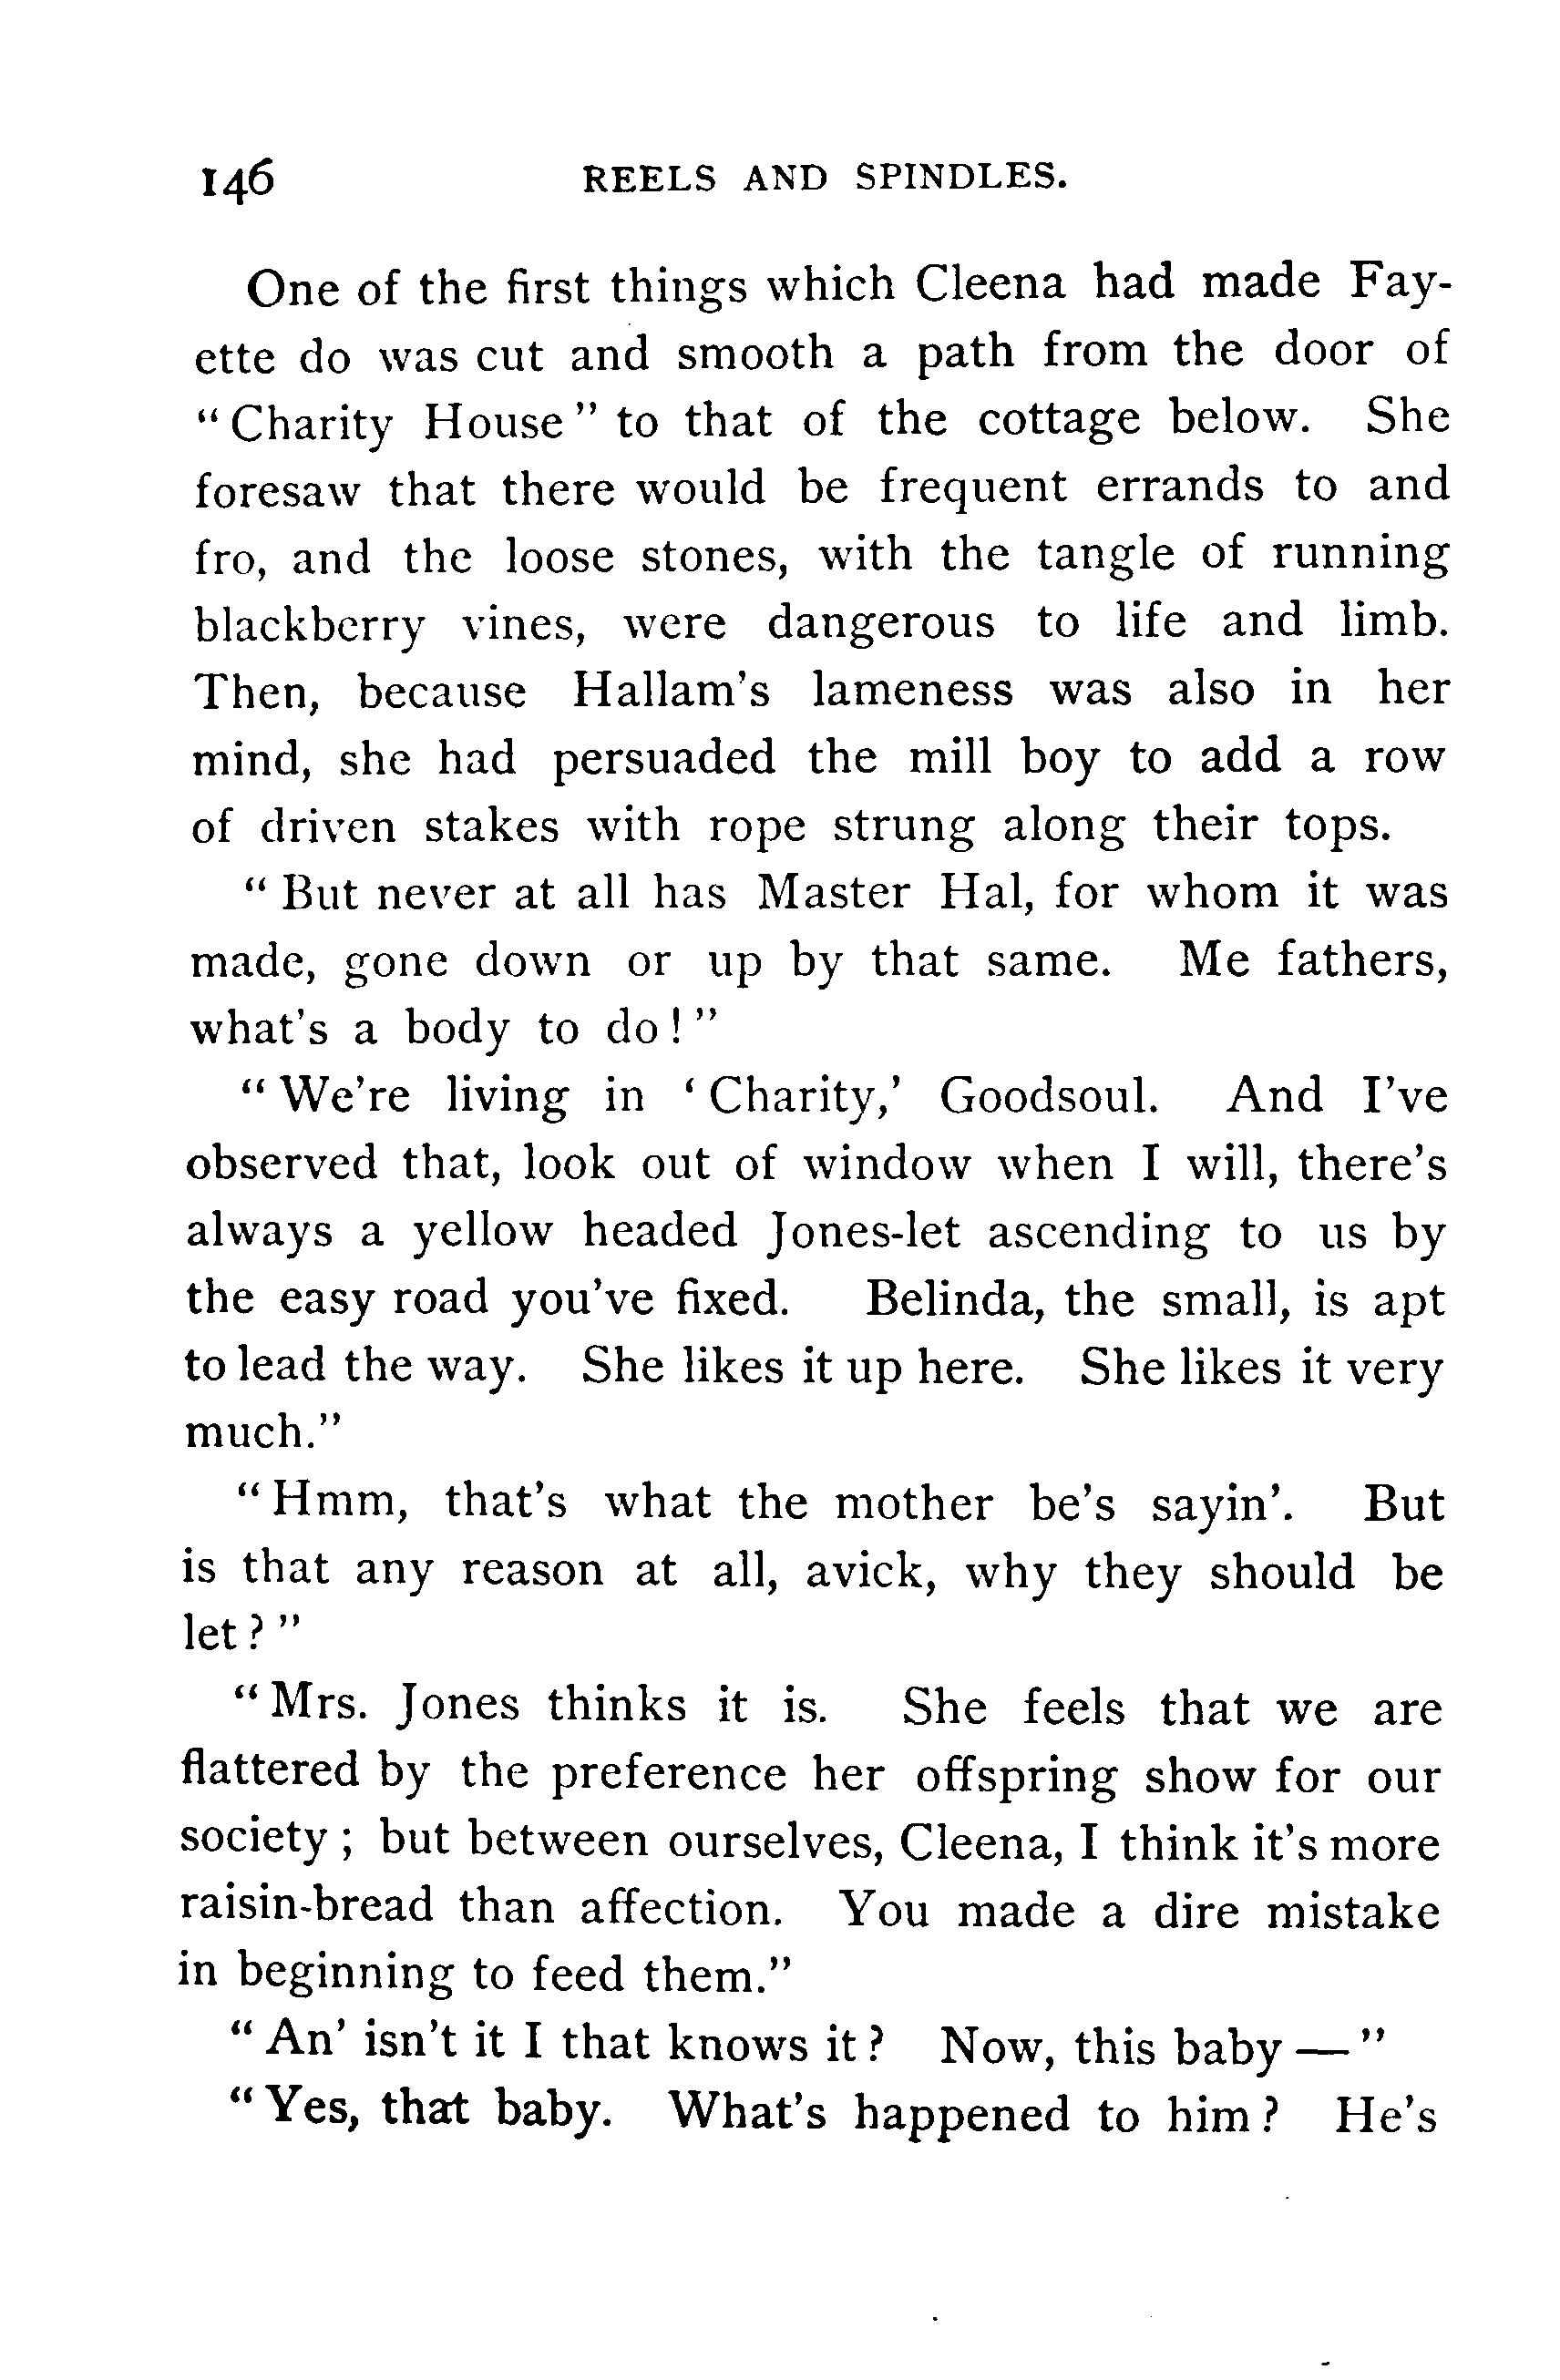 146 REELS AND SPINDLES.
One of the first things which Cleena had made Fay-
ette do was cut and smooth a path from the door of
“Charity House” to that of the cottage below. She
foresaw that there would be frequent errands to and
fro, and the loose stones, with the tangle of running
blackberry vines, were dangerous to life and limb.
Then, because Hallam’s lameness was also in her
mind, she had persuaded the mill boy to add a row
of driven stakes with rope strung along their tops.
“But never at all has Master Hal, for whom it was
made, gone down or up by that same. Me fathers,
what’s a body to do!”
“We’re living in ‘Charity,’ Goodsoul. And I’ve
observed that, look out of window when I will, there’s
always a yellow headed Jones-let ascending to us by
the easy road you’ve fixed. Belinda, the small, is apt
to lead the way. She likes it up here. She likes it very
much.”
“Hmm, that’s what the mother be’s sayin’. But
is that any reason at all, avick, why they should be
let?”
“Mrs. Jones thinks it is. She feels that we are
flattered by the preference her offspring show for our
society; but between ourselves, Cleena, I think it’s more
raisin-bread than affection. You made a dire mistake
in beginning to feed them.”
“An’ isn’t it I that knows it? Now, this baby—”
“Yes, that baby. What’s happened to him? He’s